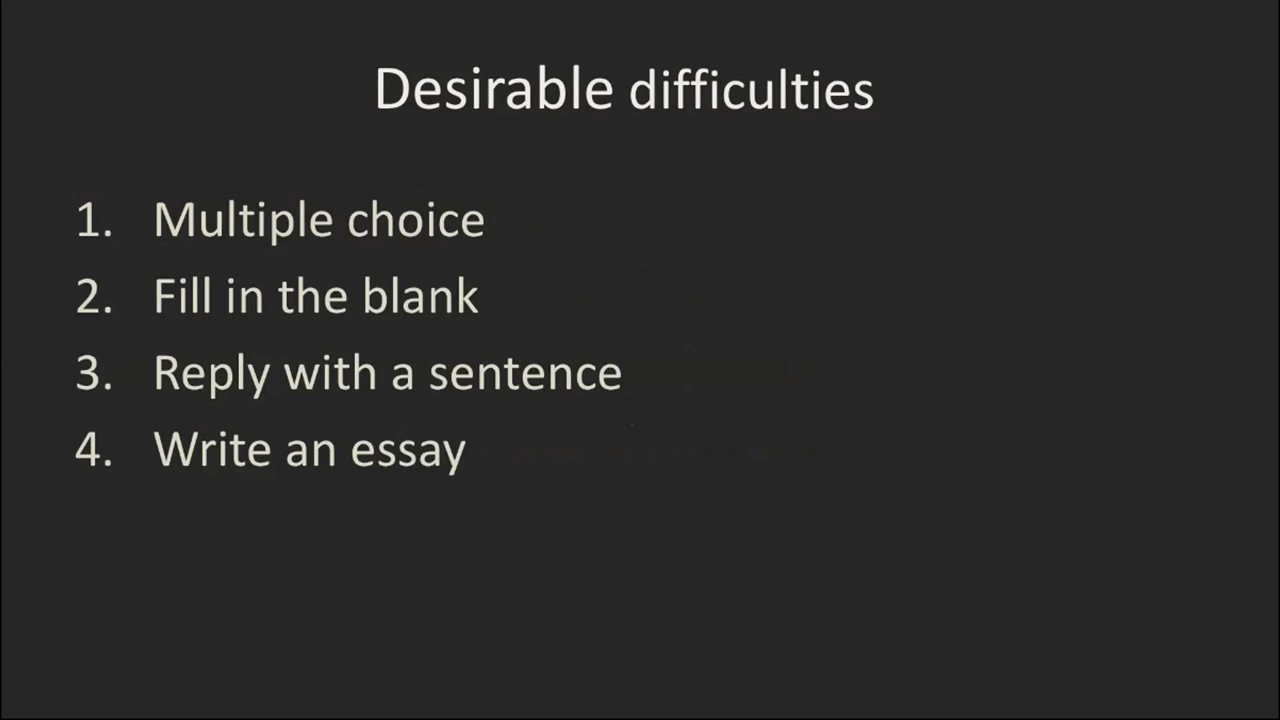 Desirable difficulties
1. Multiple choice
2. Fill in the blank
3. Reply with a sentence
4. Write an essay